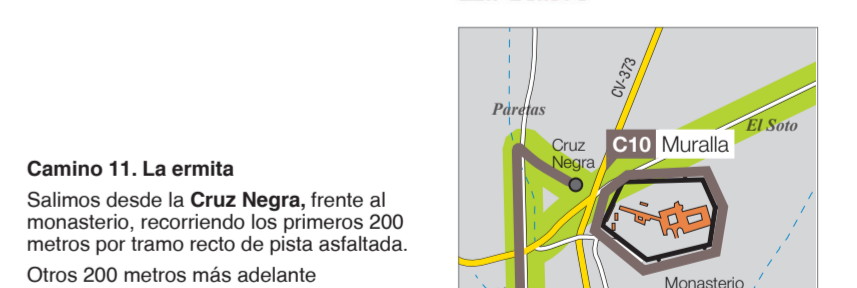 Camino 11. La ermita
Salimos desde la Cruz Negra, frente al
monasterio, recorriendo los primeros 200
metros por tramo recto de pista asfaltada.
Otros 200 metros más adelante
CV-373
Paretas
El Soto
Cruz
Negra
C10 Muralla
Monasterio